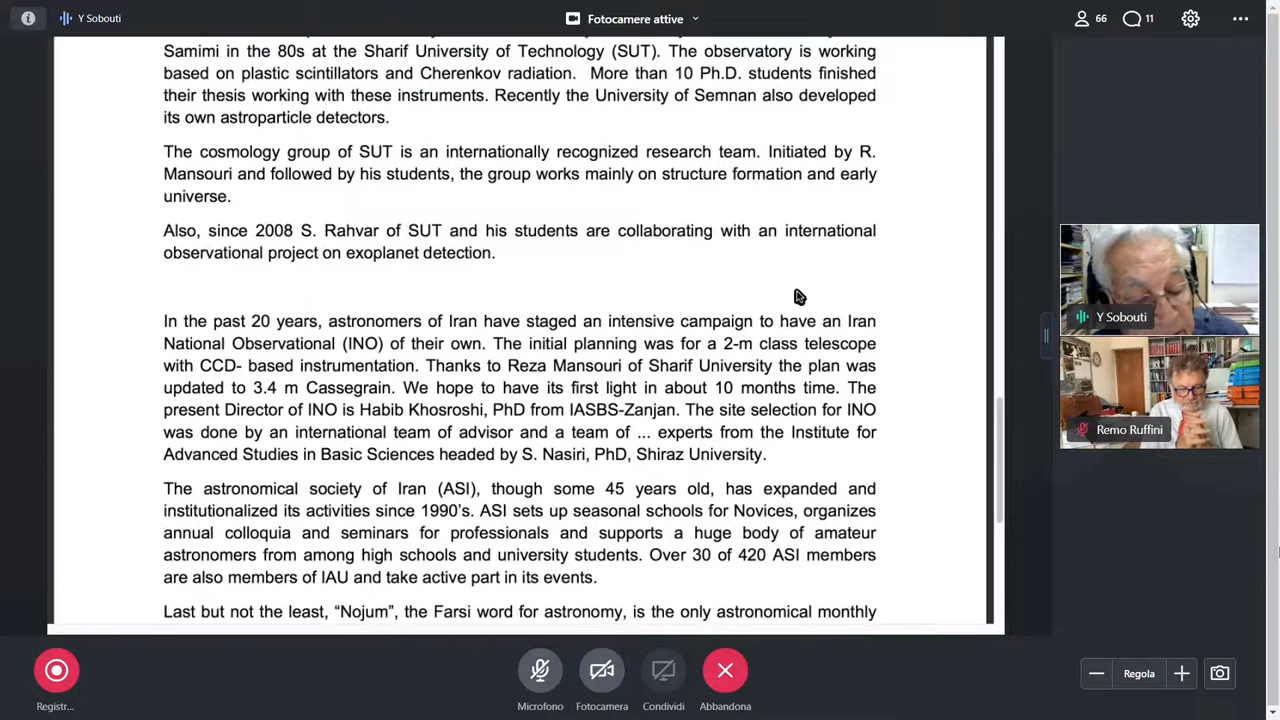 Y Sobouti
Fotocamere attive
66
11
Samimi in the 80s at the Sharif University of Technology (SUT). The observatory is working
based on plastic scintillators and Cherenkov radiation. More than 10 Ph.D. students finished
their thesis working with these instruments. Recently the University of Semnan also developed
its own astroparticle detectors.
The cosmology group of SUT is an internationally recognized research team. Initiated by R.
Mansouri and followed by his students, the group works mainly on structure formation and early
universe.
Also, since 2008 S. Rahvar of SUT and his students are collaborating with an international
observational project on exoplanet detection.
In the past 20 years, astronomers of Iran have staged an intensive campaign to have an Iran
National Observational (INO) of their own. The initial planning was for a 2-m class telescope
with CCD- based instrumentation. Thanks to Reza Mansouri of Sharif University the plan was
updated to 3.4 m Cassegrain. We hope to have its first light in about 10 months time. The
present Director of INO is Habib Khosroshi, PhD from IASBS-Zanjan. The site selection for INO
was done by an international team of advisor and a team of ... experts from the Institute for
Advanced Studies in Basic Sciences headed by S. Nasiri, PhD, Shiraz University.
The astronomical society of Iran (ASI), though some 45 years old, has expanded and
institutionalized its activities since 1990's. ASI sets up seasonal schools for Novices, organizes
annual colloquia and seminars for professionals and supports a huge body of amateur
astronomers from among high schools and university students. Over 30 of 420 ASI members
are also members of IAU and take active part in its events.
Last but not the least, “Nojum”, the Farsi word for astronomy, is the only astronomical monthly
Y Sobouti
Remo Ruffini
Registr...
Microfono
Fotocamera
Condividi
Abbandona
Regola